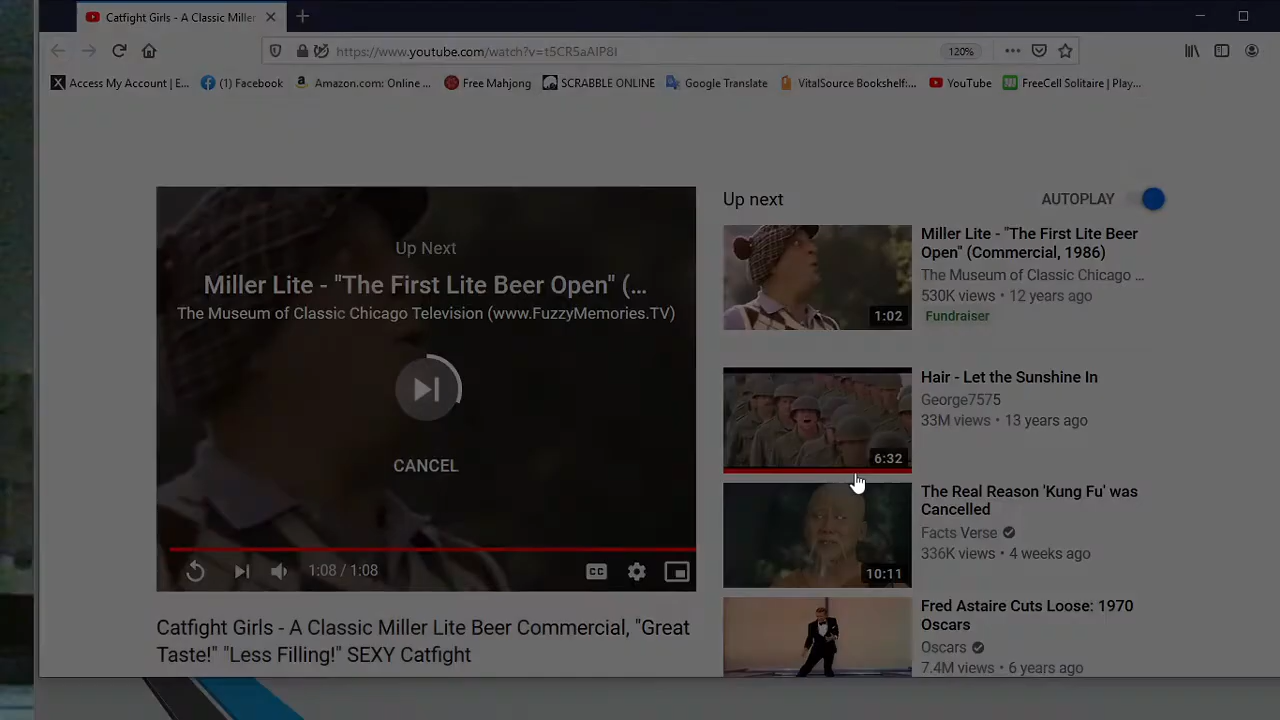 Catfight Girls - A Classic Miller
https://www.youtube.com/watch?v=t5CR5aAIP8I
120%
Access My Account | E...
(1) Facebook
Amazon.com: Online ...
Free Mahjong
SCRABBLE ONLINE
Google Translate
VitalSource Bookshelf:...
YouTube
FreeCell Solitaire | Play...
Up Next
Miller Lite - "The First Lite Beer Open" (...
The Museum of Classic Chicago Television (www.FuzzyMemories.TV)
CANCEL
1:08 / 1:08
CC
Catfight Girls - A Classic Miller Lite Beer Commercial, "Great
Taste!" "Less Filling!" SEXY Catfight
Up next
AUTOPLAY
Miller Lite - "The First Lite Beer
Open" (Commercial, 1986)
The Museum of Classic Chicago ...
530K views • 12 years ago
Fundraiser
1:02
Hair - Let the Sunshine In
George7575
33M views • 13 years ago
6:32
The Real Reason 'Kung Fu' was
Cancelled
Facts Verse
336K views • 4 weeks ago
10:11
Fred Astaire Cuts Loose: 1970
Oscars
Oscars
7.4M views • 6 years ago